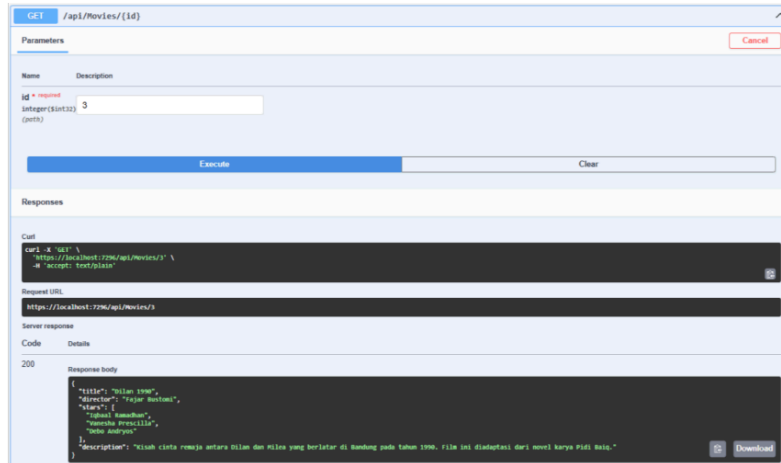 GET /api/Movies/{id}
Parameters
Cancel
Name Description
id * required
integer($int32)
(path)
3
Execute Clear
Responses
Curl
curl -X 'GET' \
'https://localhost:7296/api/Movies/3' \
-H 'accept: text/plain'
Request URL
https://localhost:7296/api/Movies/3
Server response
Code Details
200
Response body
{
"title": "Dilan 1990",
"director": "Fajar Bustomi",
"stars": [
"Iqbaal Ramadhan",
"Vanesha Prescilla",
"Debo Andryos"
],
"description": "Kisah cinta remaja antara Dilan dan Milea yang berlatar di Bandung pada tahun 1990. Film ini diadaptasi dari novel karya Pidi Baiq."
}
Download